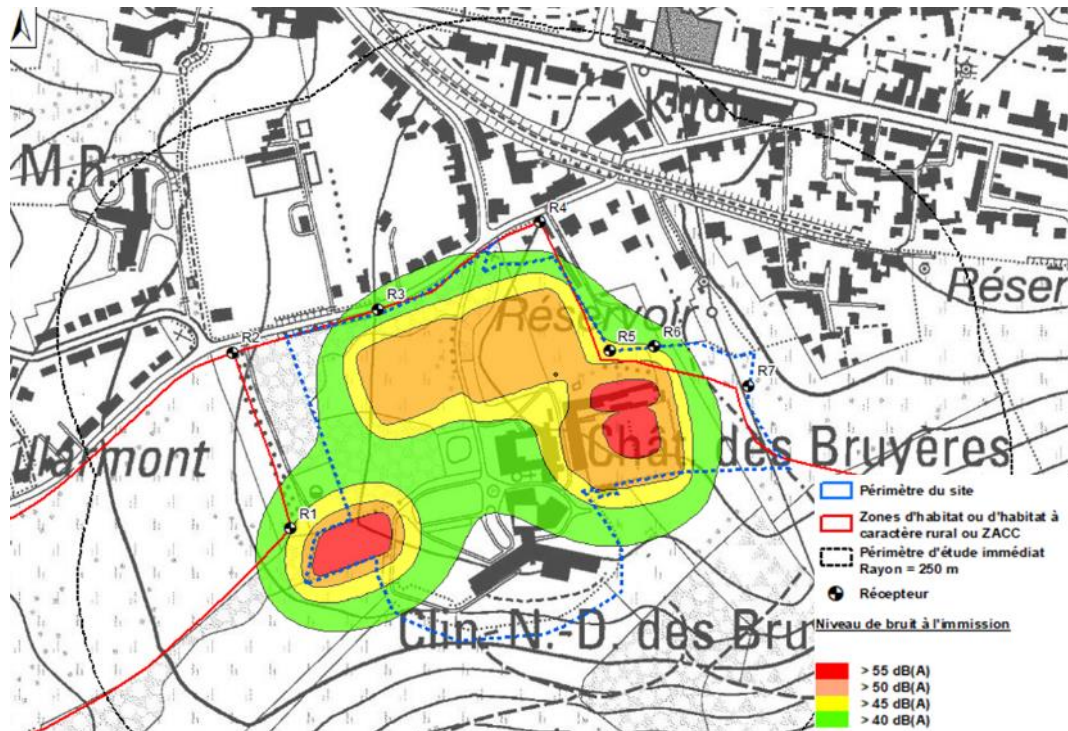 M.R
R4
R3
R2
Réservoir
R6
R5
R7
R1
Chât. des Bruyères
Périmètre du site
Zones d'habitat ou d'habitat à
caractère rural ou ZACC
Périmètre d'étude immédiat
Rayon = 250 m
Récepteur
Clin. N.-D. des Bru
Niveau de bruit à l'immission
> 55 dB(A)
> 50 dB(A)
> 45 dB(A)
> 40 dB(A)